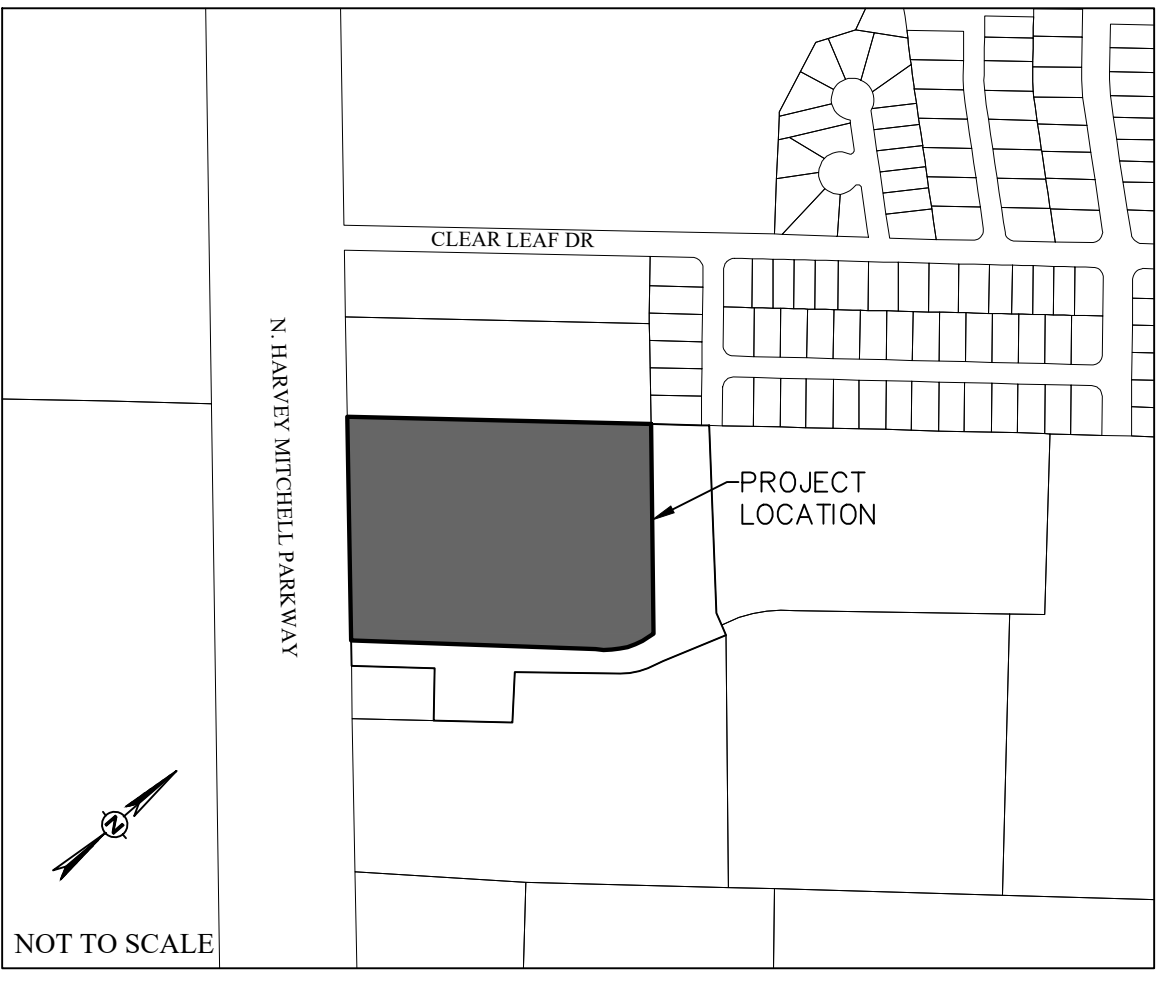 CLEAR LEAF DR
N. HARVEY MITCHELL PARKWAY
PROJECT
LOCATION
N
NOT TO SCALE